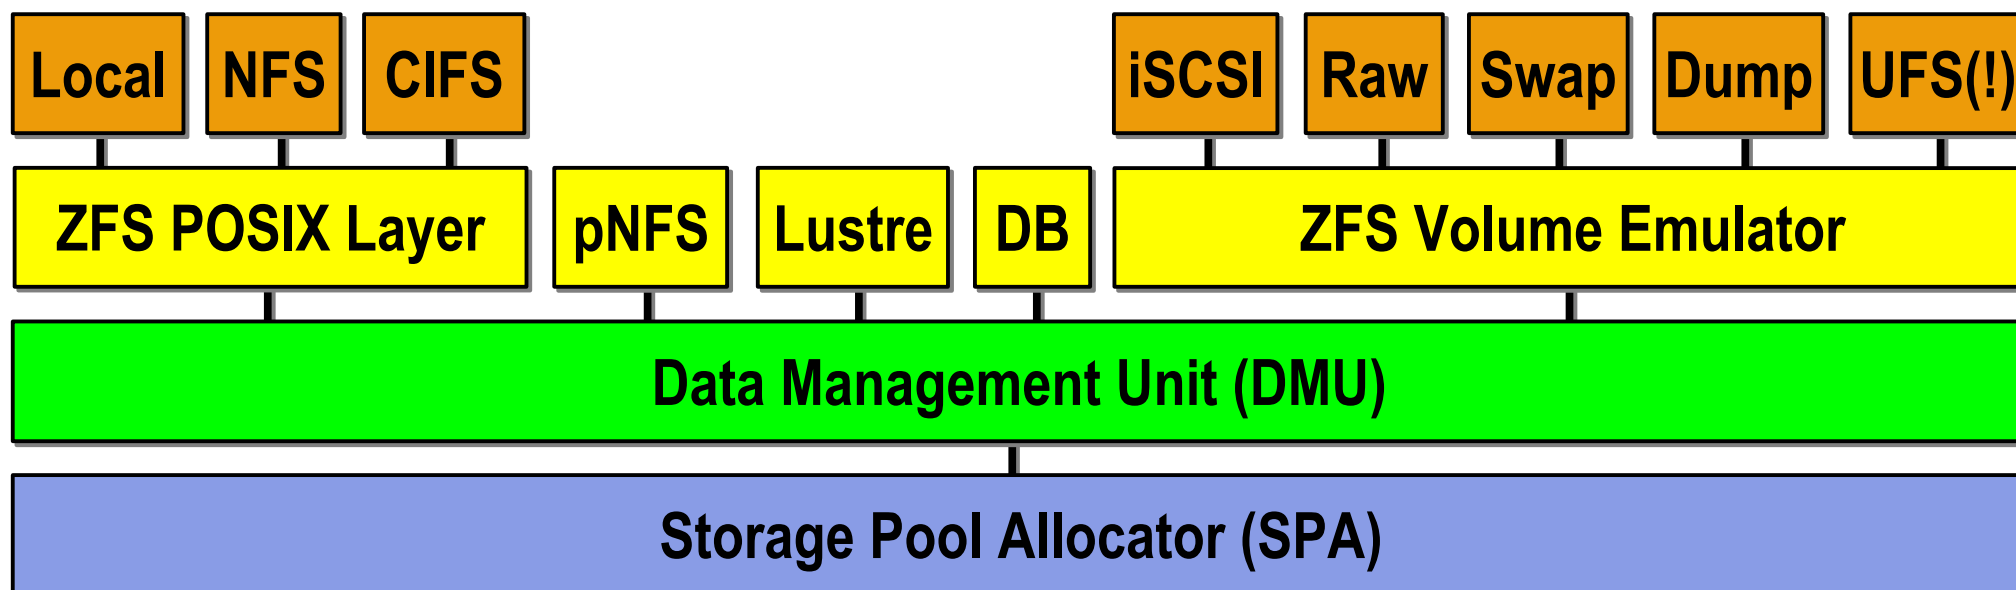 Local NFS CIFS iSCSI Raw Swap Dump UFS(!)
ZFS POSIX Layer pNFS Lustre DB ZFS Volume Emulator
Data Management Unit (DMU)
Storage Pool Allocator (SPA)